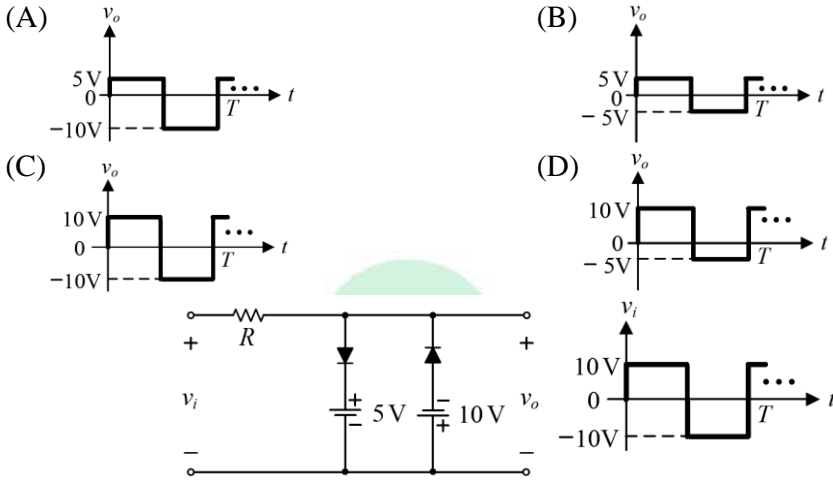 (A)
v_o
5 V
0
−10V
T
t
(B)
v_o
5 V
0
− 5V
T
t
(C)
v_o
10 V
0
−10V
T
t
(D)
v_o
10 V
0
− 5V
T
t
+ R +
v_i + − 5 V − + 10 V v_o
− −
v_i
10 V
0
−10V
T
t